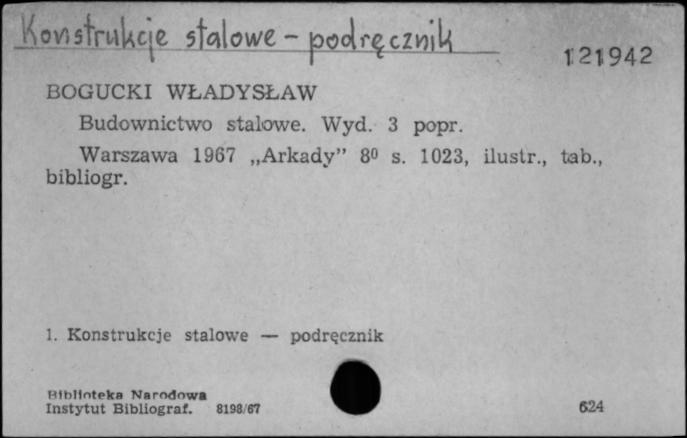 Konstrukcje stalowe - podręcznik
121942
BOGUCKI WŁADYSŁAW
Budownictwo stalowe. Wyd. 3 popr.
Warszawa 1967 „Arkady” 8⁰ s. 1023, ilustr., tab.,
bibliogr.
1. Konstrukcje stalowe — podręcznik
Biblioteka Narodowa
Instytut Bibliograf. 8198/67
624